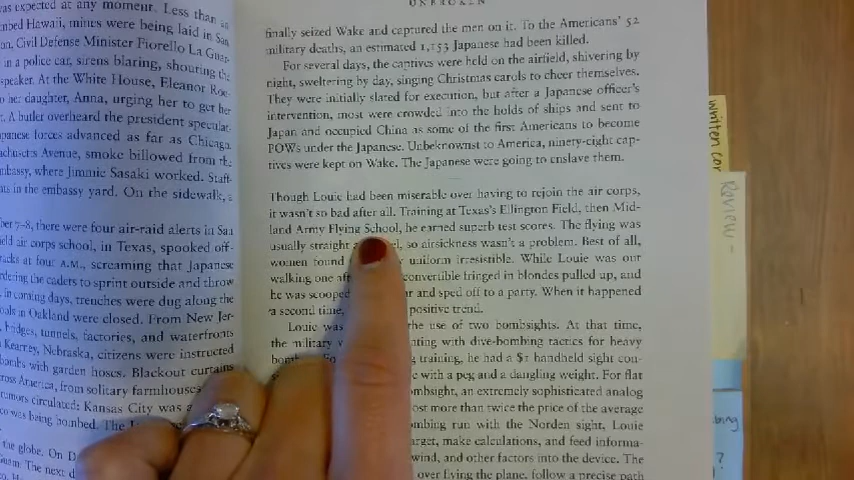 was expected at any moment. Less than
Hawaii, mines were being laid in San
Civil Defense Minister Fiorello La Guar-
in a police car, sirens blaring, shouting the
speaker. At the White House, Eleanor Roo-
her daughter, Anna, urging her to get her
A butler overheard the president speculat-
forces advanced as far as Chicago.
Avenue, smoke billowed from the
where Jimmie Sasaki worked. Staff-
in the embassy yard. On the sidewalk, a
7–8, there were four air-raid alerts in San
air corps school, in Texas, spooked off-
at four A.M., screaming that Japanese
the cadets to sprint outside and throw
in coming days, trenches were dug along the
in Oakland were closed. From New Jer-
bridges, tunnels, factories, and waterfronts
Kearney, Nebraska, citizens were instructed
bombs with garden hoses. Blackout curtains
America, from solitary farmhouses
rumors circulated: Kansas City was
was being bombed. The
the globe. On
The next
UNBROKEN
finally seized Wake and captured the men on it. To the Americans' 52
military deaths, an estimated 1,153 Japanese had been killed.
For several days, the captives were held on the airfield, shivering by
night, sweltering by day, singing Christmas carols to cheer themselves.
They were initially slated for execution, but after a Japanese officer's
intervention, most were crowded into the holds of ships and sent to
Japan and occupied China as some of the first Americans to become
POWs under the Japanese. Unbeknownst to America, ninety-eight cap-
tives were kept on Wake. The Japanese were going to enslave them.
Though Louie had been miserable over having to rejoin the air corps,
it wasn't so bad after all. Training at Texas's Ellington Field, then Mid-
land Army Flying School, he earned superb test scores. The flying was
usually straight so airsickness wasn't a problem. Best of all,
women found uniform irresistible. While Louie was out
walking one convertible fringed in blondes pulled up, and
he was scooped and sped off to a party. When it happened
a second time, positive trend.
Louie was the use of two bombsights. At that time,
the military with dive-bombing tactics for heavy
training, he had a $1 handheld sight con-
with a peg and a dangling weight. For flat
an extremely sophisticated analog
more than twice the price of the average
run with the Norden sight, Louie
make calculations, and feed informa-
wind, and other factors into the device. The
over flying the plane, follow a precise path
written
Review -
?